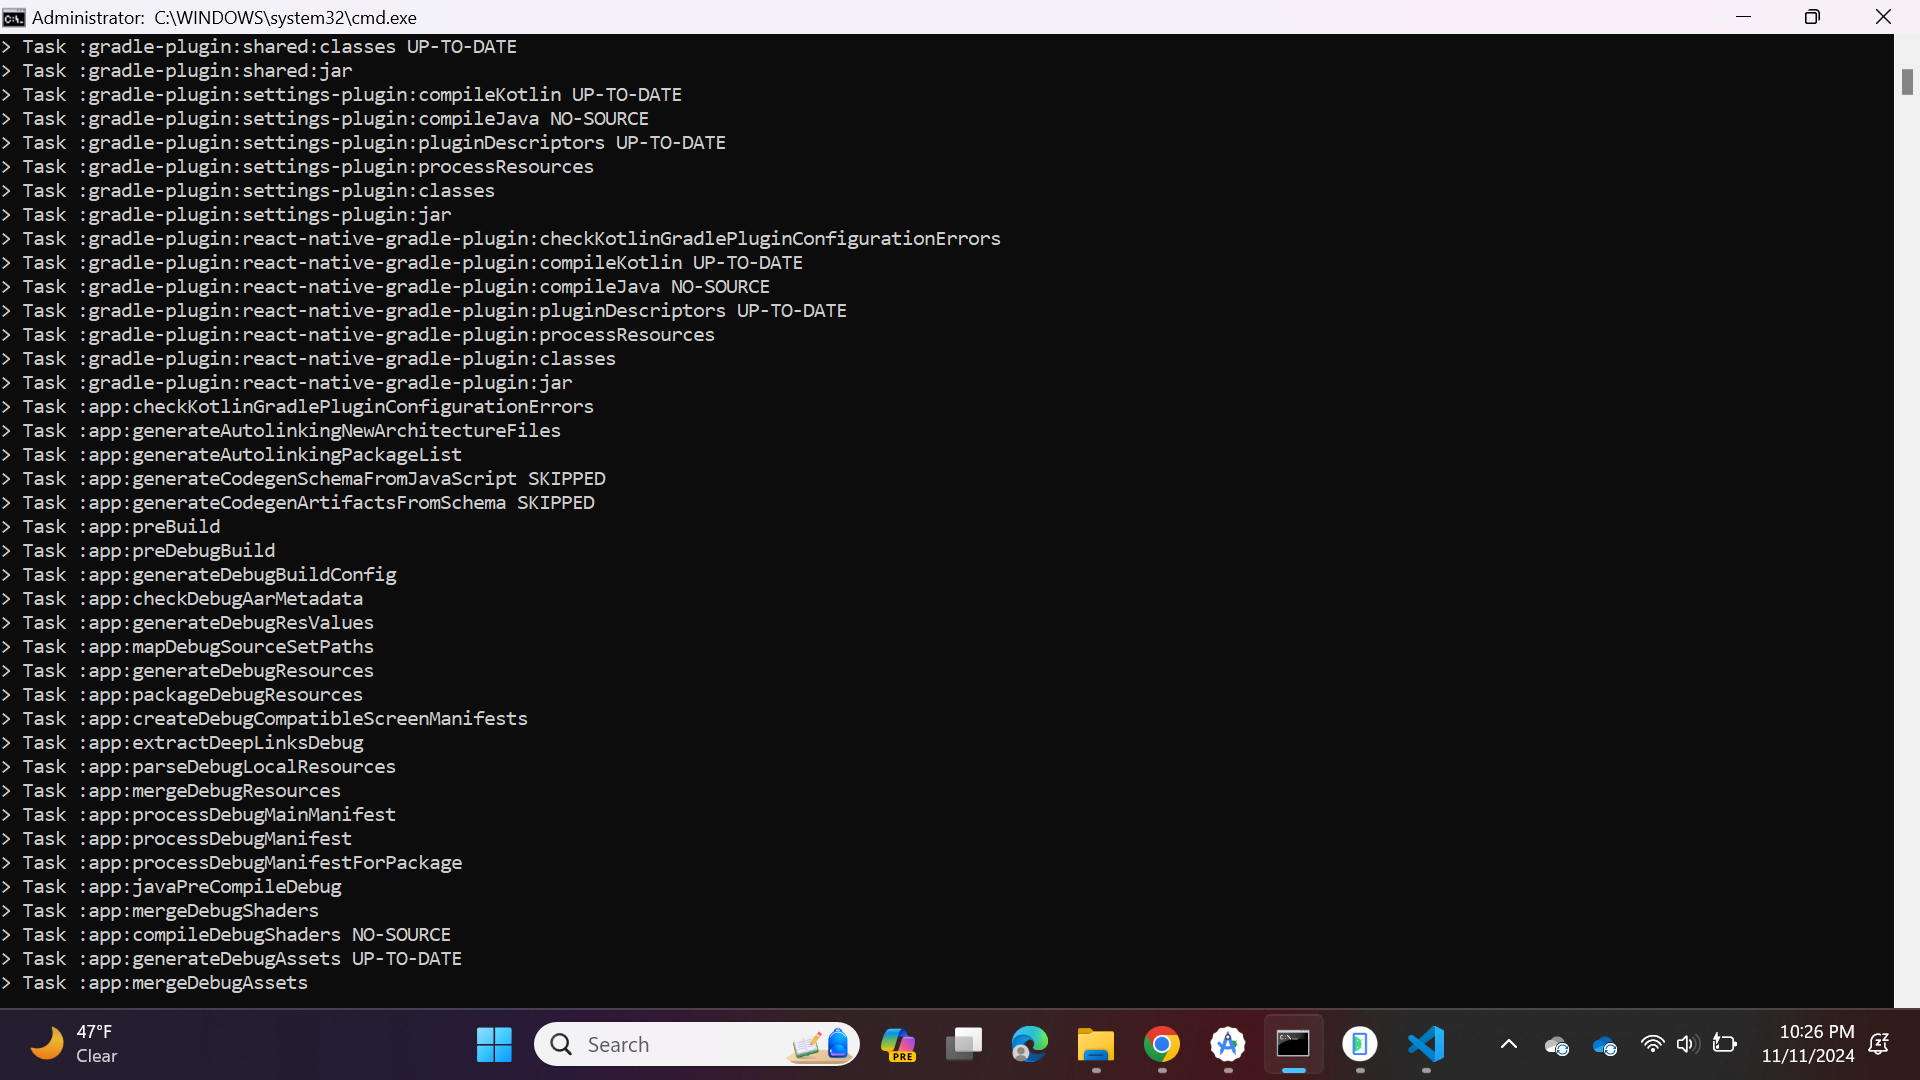 Administrator: C:\WINDOWS\system32\cmd.exe
> Task :gradle-plugin:shared:classes UP-TO-DATE
> Task :gradle-plugin:shared:jar
> Task :gradle-plugin:settings-plugin:compileKotlin UP-TO-DATE
> Task :gradle-plugin:settings-plugin:compileJava NO-SOURCE
> Task :gradle-plugin:settings-plugin:pluginDescriptors UP-TO-DATE
> Task :gradle-plugin:settings-plugin:processResources
> Task :gradle-plugin:settings-plugin:classes
> Task :gradle-plugin:settings-plugin:jar
> Task :gradle-plugin:react-native-gradle-plugin:checkKotlinGradlePluginConfigurationErrors
> Task :gradle-plugin:react-native-gradle-plugin:compileKotlin UP-TO-DATE
> Task :gradle-plugin:react-native-gradle-plugin:compileJava NO-SOURCE
> Task :gradle-plugin:react-native-gradle-plugin:pluginDescriptors UP-TO-DATE
> Task :gradle-plugin:react-native-gradle-plugin:processResources
> Task :gradle-plugin:react-native-gradle-plugin:classes
> Task :gradle-plugin:react-native-gradle-plugin:jar
> Task :app:checkKotlinGradlePluginConfigurationErrors
> Task :app:generateAutolinkingNewArchitectureFiles
> Task :app:generateAutolinkingPackageList
> Task :app:generateCodegenSchemaFromJavaScript SKIPPED
> Task :app:generateCodegenArtifactsFromSchema SKIPPED
> Task :app:preBuild
> Task :app:preDebugBuild
> Task :app:generateDebugBuildConfig
> Task :app:checkDebugAarMetadata
> Task :app:generateDebugResValues
> Task :app:mapDebugSourceSetPaths
> Task :app:generateDebugResources
> Task :app:packageDebugResources
> Task :app:createDebugCompatibleScreenManifests
> Task :app:extractDeepLinksDebug
> Task :app:parseDebugLocalResources
> Task :app:mergeDebugResources
> Task :app:processDebugMainManifest
> Task :app:processDebugManifest
> Task :app:processDebugManifestForPackage
> Task :app:javaPreCompileDebug
> Task :app:mergeDebugShaders
> Task :app:compileDebugShaders NO-SOURCE
> Task :app:generateDebugAssets UP-TO-DATE
> Task :app:mergeDebugAssets
47°F
Clear
Search
PRE
10:26 PM
11/11/2024